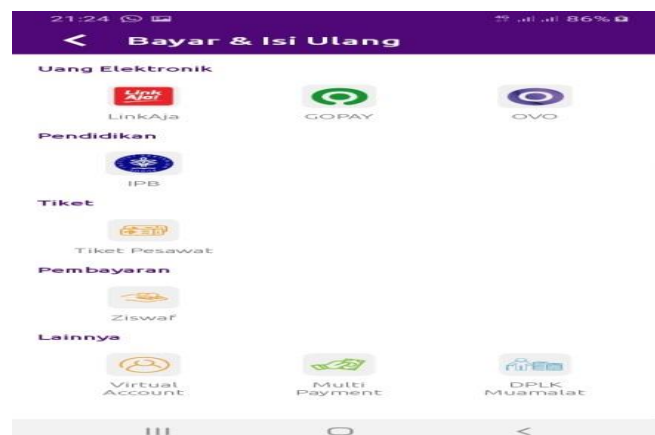 21:24 86%
Bayar & Isi Ulang
Uang Elektronik
Link Aja!
LinkAja GOPAY OVO
Pendidikan
IPB
Tiket
Tiket Pesawat
Pembayaran
Ziswaf
Lainnya
Virtual Account Multi Payment DPLK Muamalat